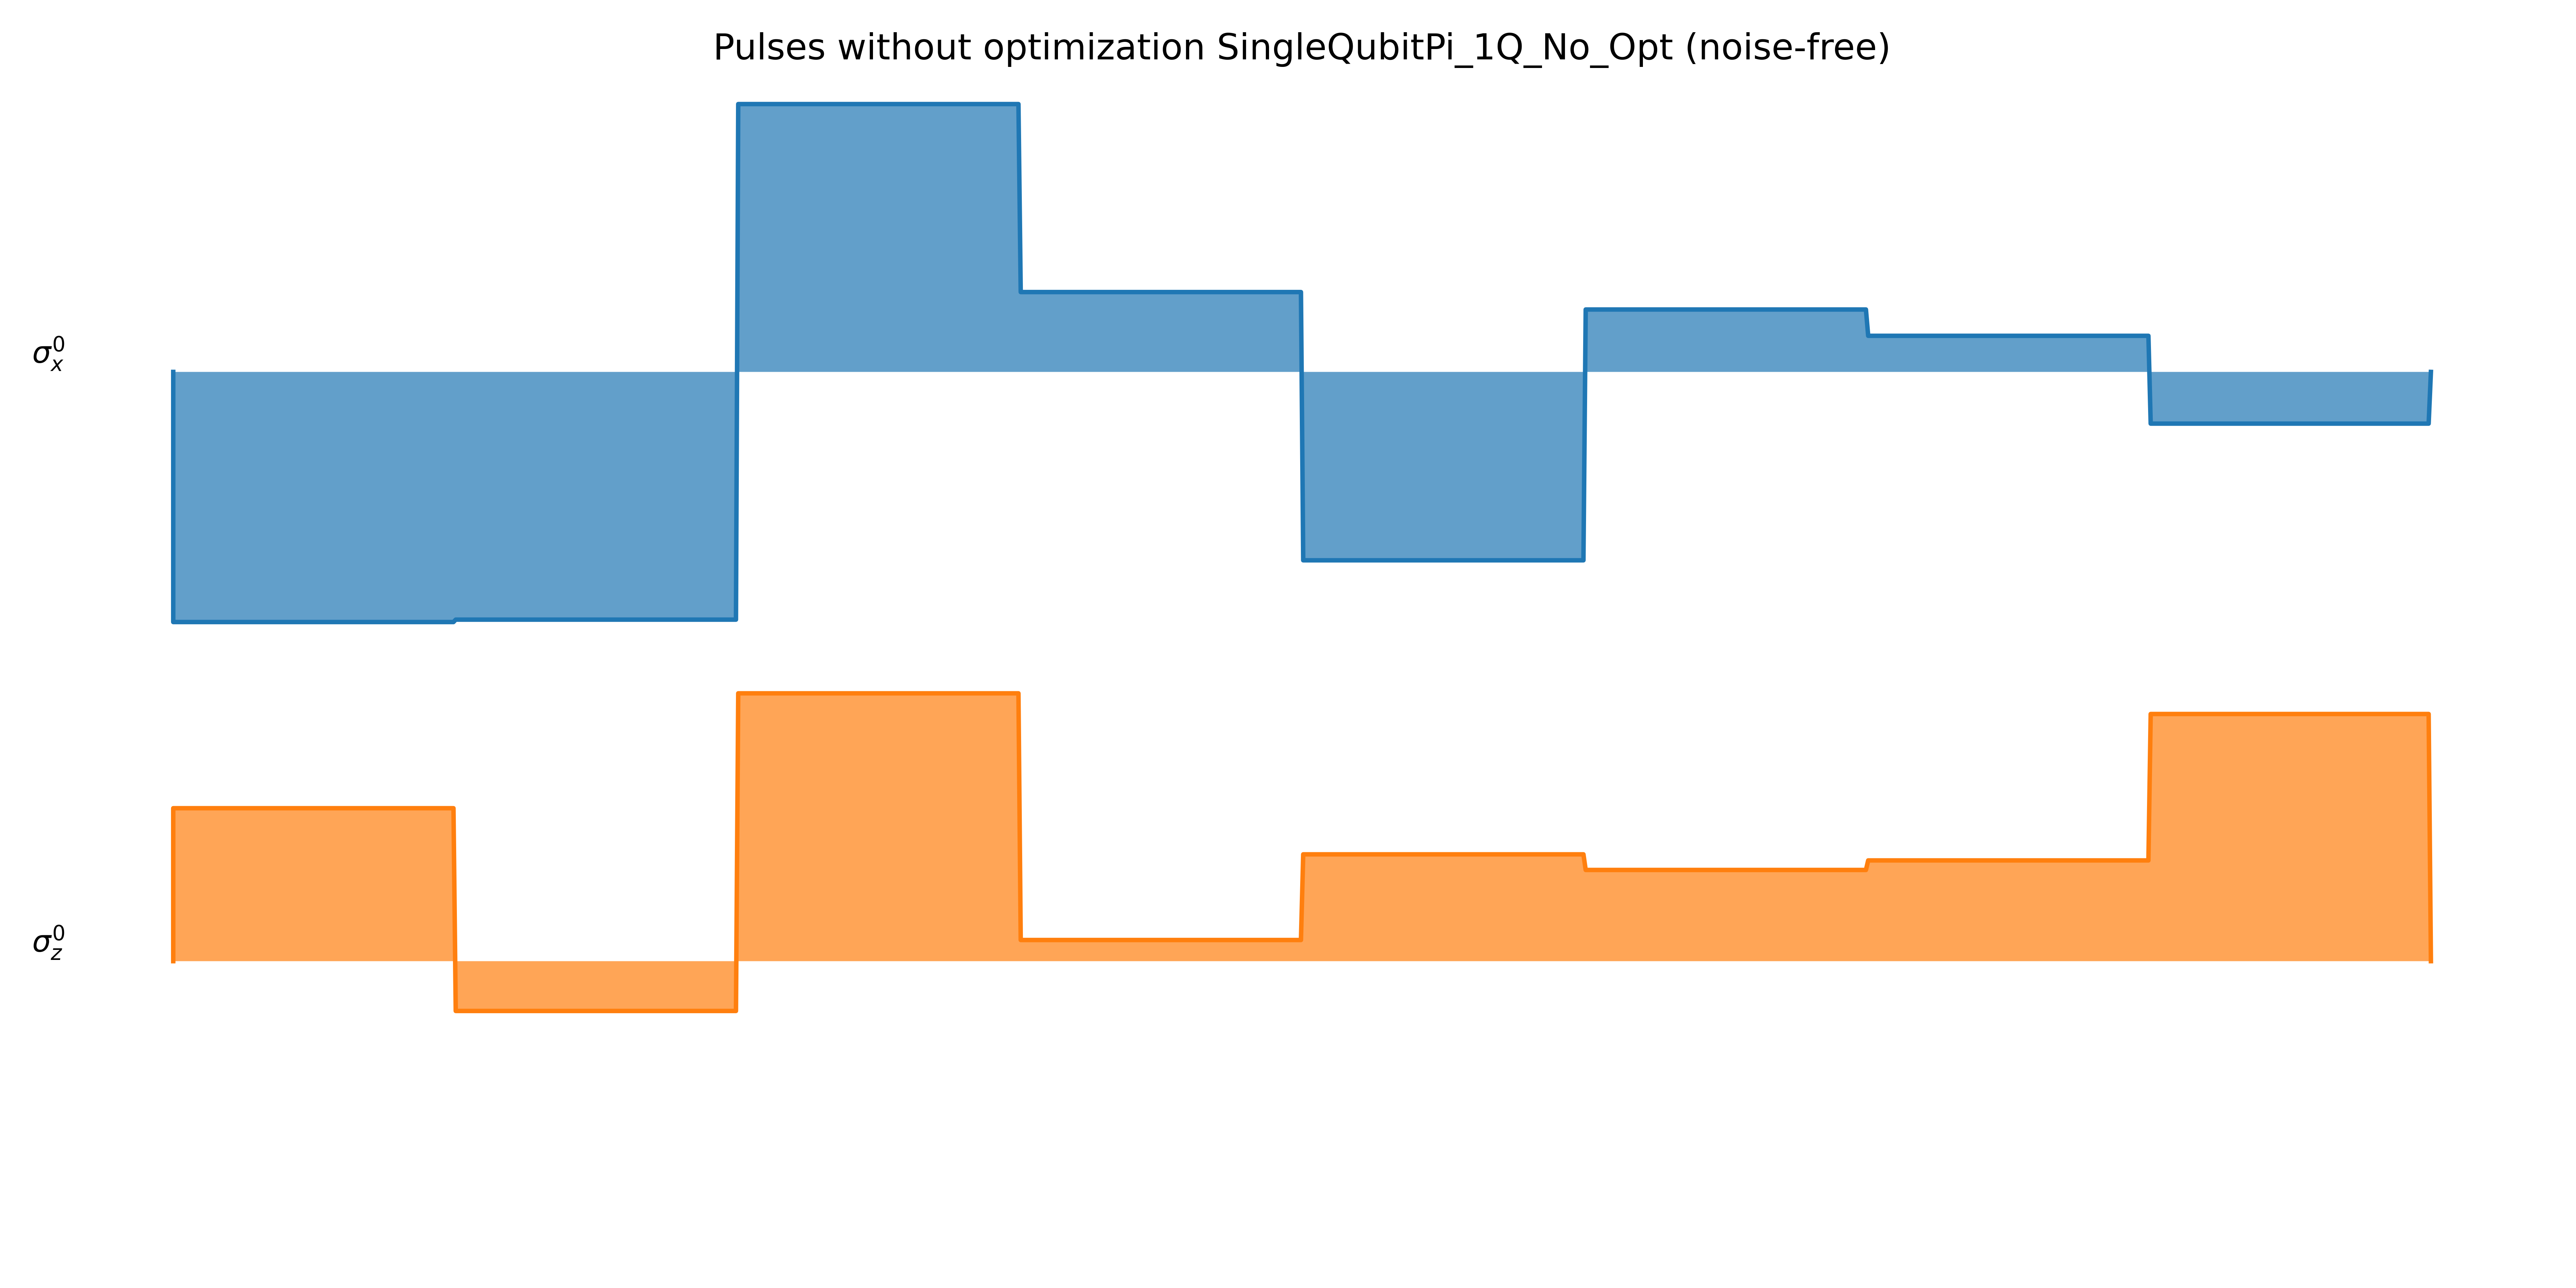 Pulses without optimization SingleQubitPi_1Q_No_Opt (noise-free)
σ_x^0
σ_z^0